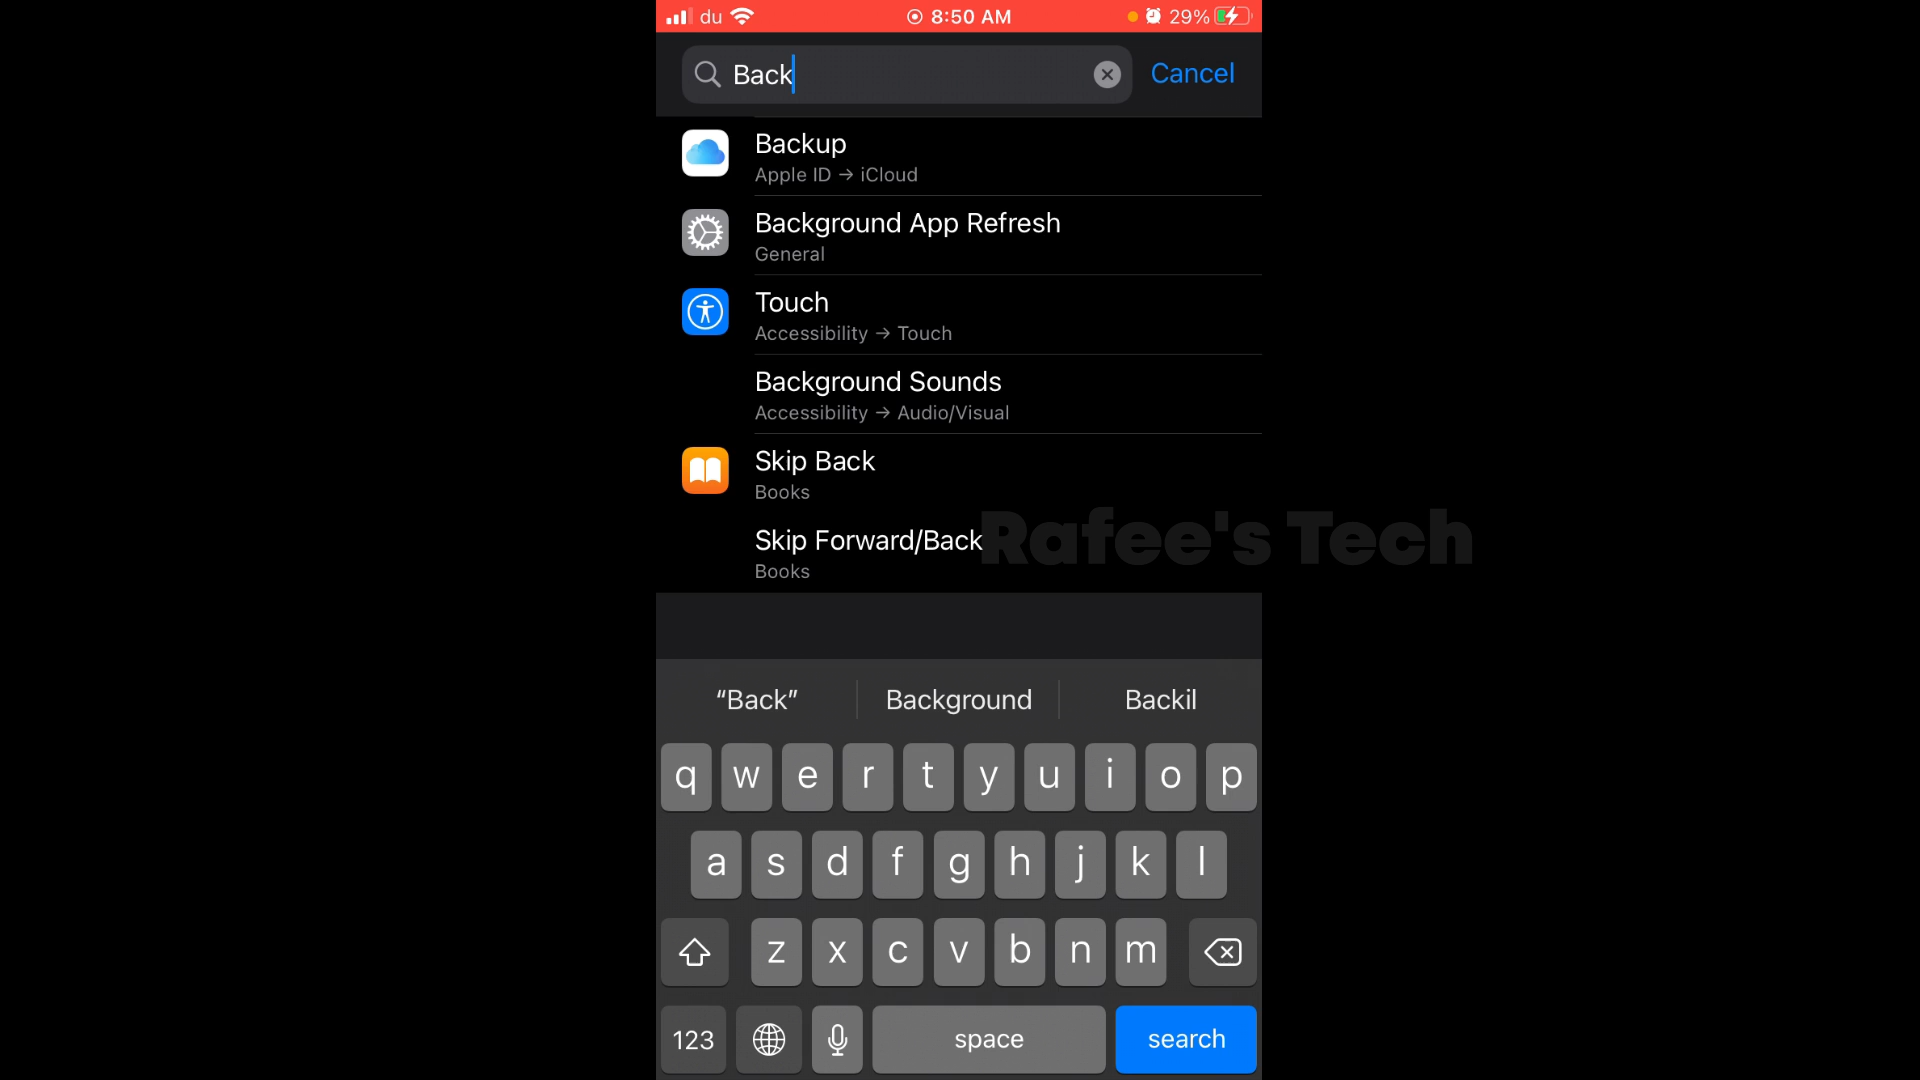 du 8:50 AM 29%
Back Cancel
Backup
Apple ID → iCloud
Background App Refresh
General
Touch
Accessibility → Touch
Background Sounds
Accessibility → Audio/Visual
Skip Back
Books
Skip Forward/Back
Books
Rafee's Tech
“Back” Background Backil
q w e r t y u i o p
a s d f g h j k l
z x c v b n m
123 space search